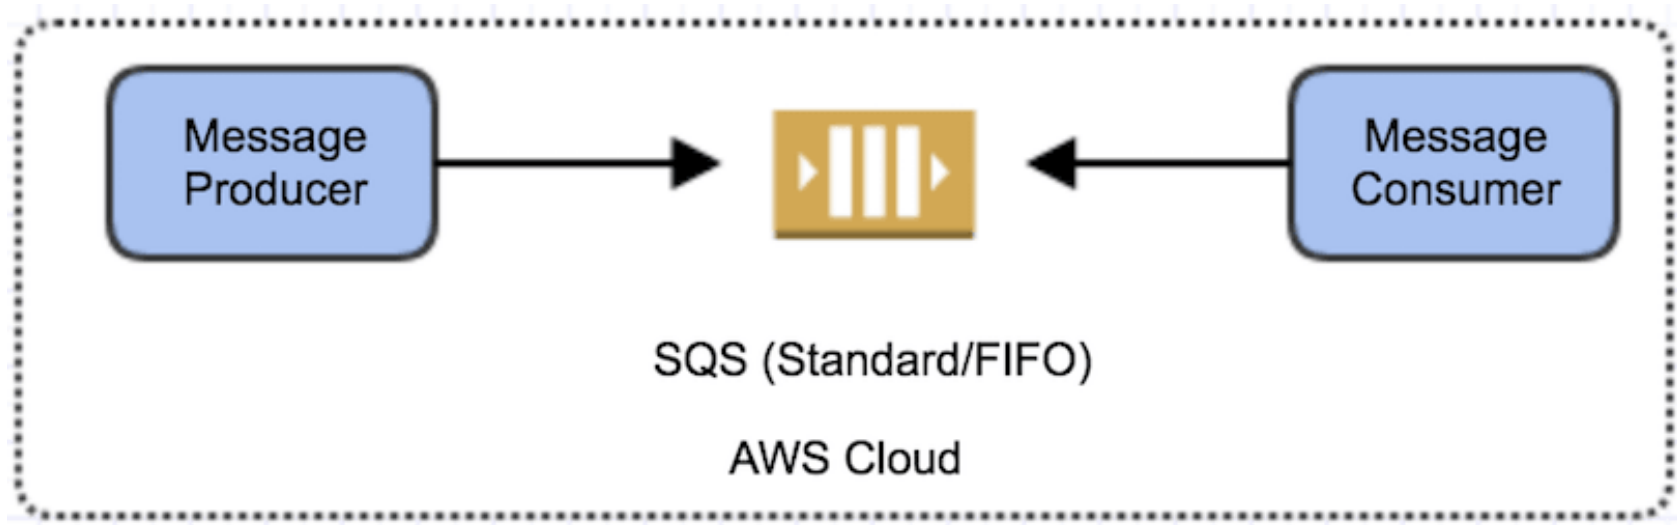 Message
Producer
Message
Consumer
SQS (Standard/FIFO)
AWS Cloud